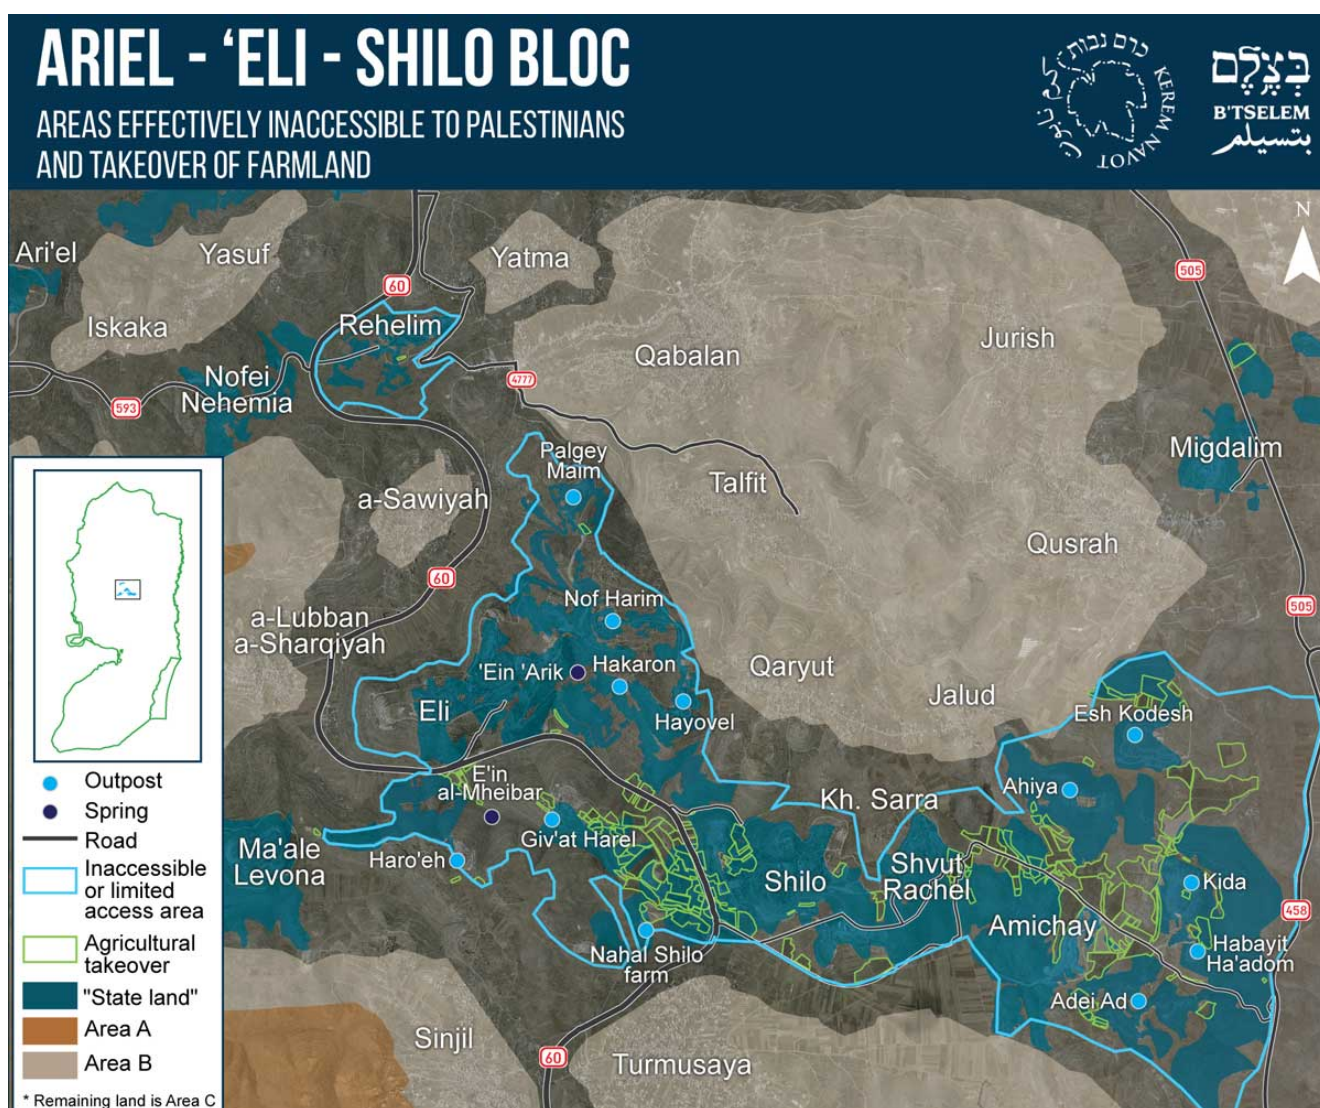 ARIEL - ‘ELI - SHILO BLOC
AREAS EFFECTIVELY INACCESSIBLE TO PALESTINIANS
AND TAKEOVER OF FARMLAND
כרם נבות
KEREM NAVOT
בְּצֶלֶם
B'TSELEM
بتسيلم
N
Ari'el
Yasuf
Yatma
505
60
Iskaka
Rehelim
Qabalan
Jurish
Nofei
Nehemia
4777
593
Palgey
Maim
a-Sawiyah
Talfit
Migdalim
Qusrah
60
Nof Harim
505
a-Lubban
a-Sharqiyah
'Ein 'Arik
Hakaron
Qaryut
Jalud
Eli
Hayovel
Esh Kodesh
E'in
al-Mheibar
Kh. Sarra
Ahiya
Giv'at Harel
Ma'ale
Levona
Haro'eh
Shilo
Shvut
Rachel
Kida
458
Amichay
Nahal Shilo
farm
Habayit
Ha'adom
Adei Ad
Sinjil
60
Turmusaya
Outpost
Spring
Road
Inaccessible
or limited
access area
Agricultural
takeover
"State land"
Area A
Area B
* Remaining land is Area C